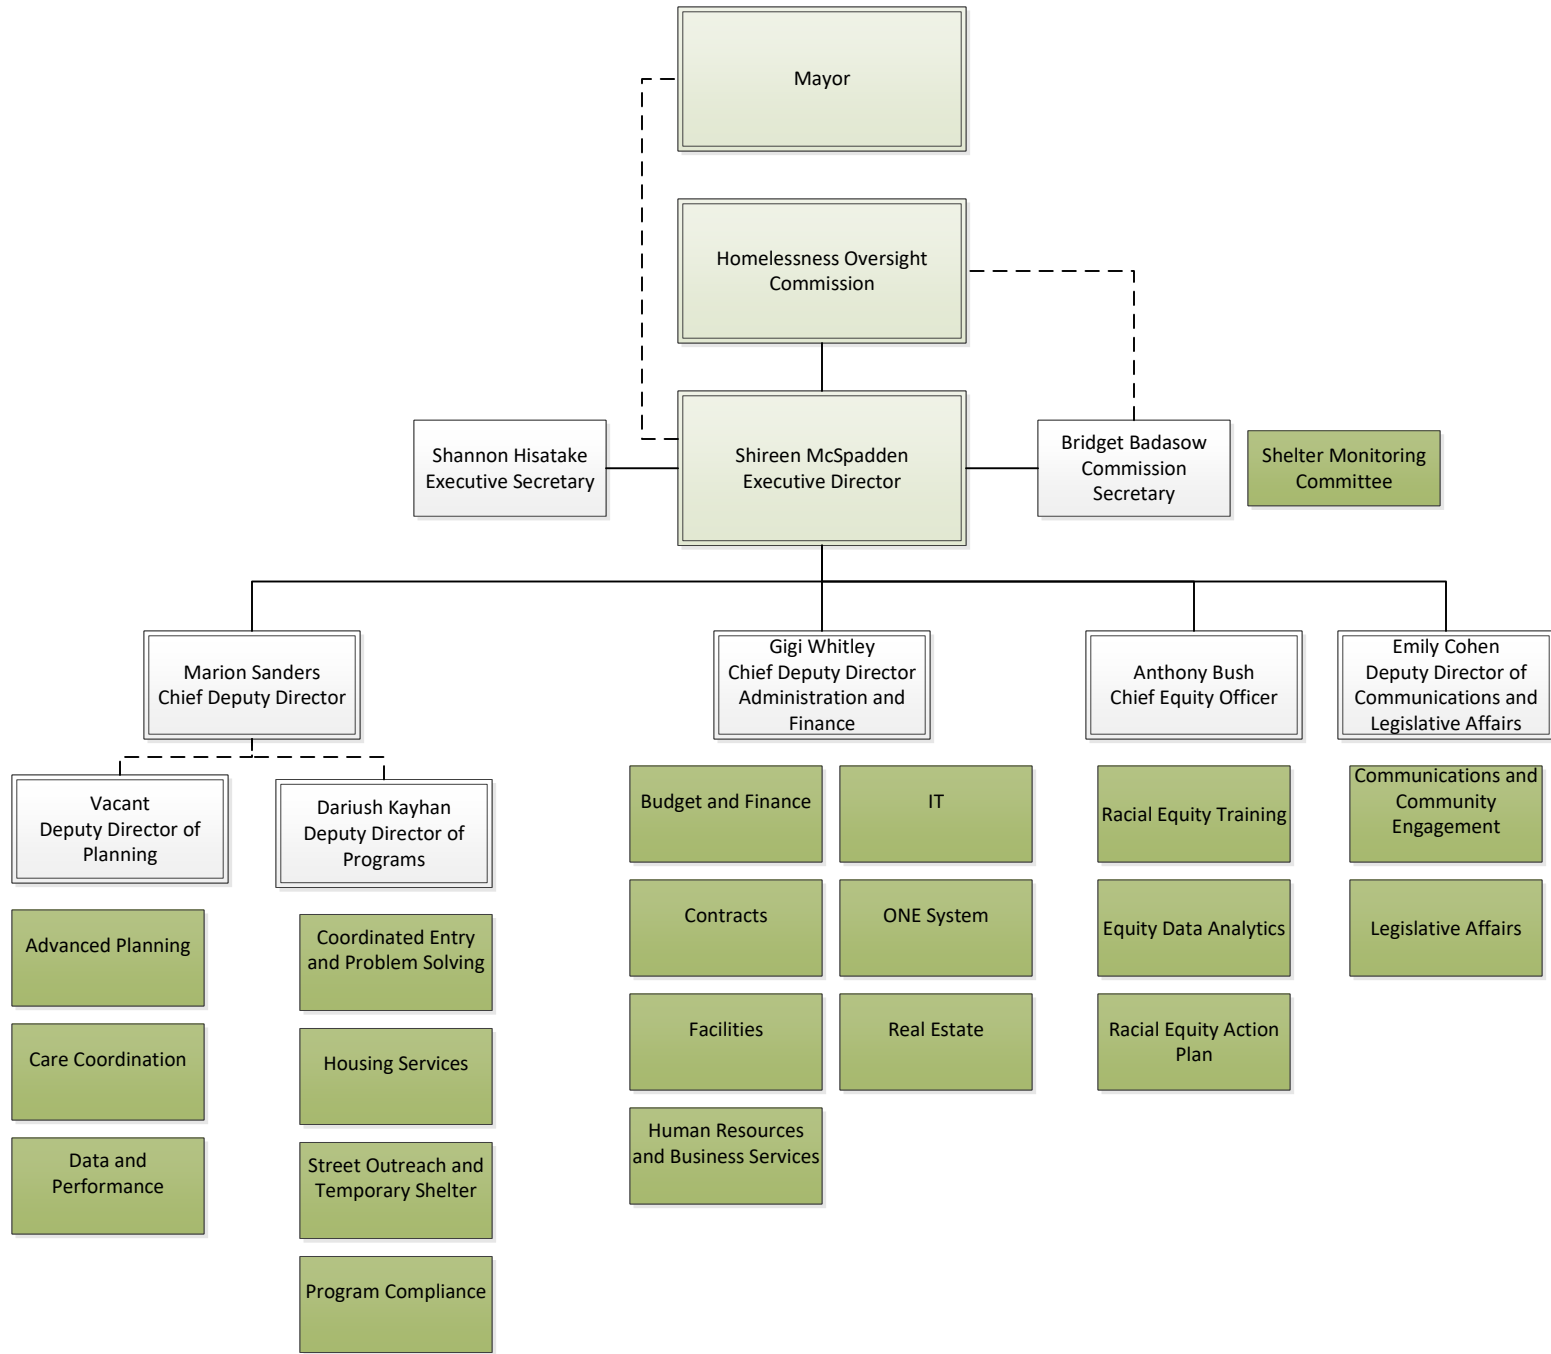 Mayor
Homelessness Oversight
Commission
Shannon Hisatake
Executive Secretary
Shireen McSpadden
Executive Director
Bridget Badasow
Commission
Secretary
Shelter Monitoring
Committee
Marion Sanders
Chief Deputy Director
Gigi Whitley
Chief Deputy Director
Administration and
Finance
Anthony Bush
Chief Equity Officer
Emily Cohen
Deputy Director of
Communications and
Legislative Affairs
Vacant
Deputy Director of
Planning
Dariush Kayhan
Deputy Director of
Programs
Advanced Planning
Care Coordination
Data and
Performance
Coordinated Entry
and Problem Solving
Housing Services
Street Outreach and
Temporary Shelter
Program Compliance
Budget and Finance
Contracts
Facilities
Human Resources
and Business Services
IT
ONE System
Real Estate
Racial Equity Training
Equity Data Analytics
Racial Equity Action
Plan
Communications and
Community
Engagement
Legislative Affairs